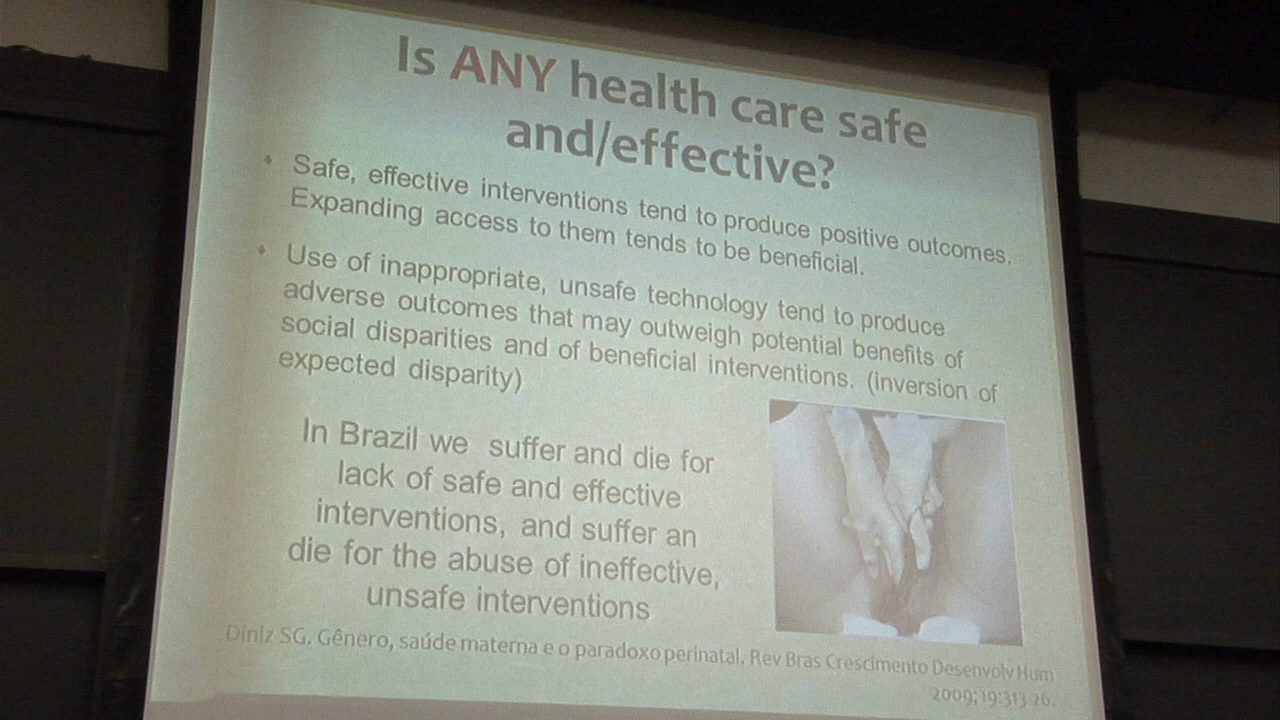 Is ANY health care safe
and/effective?
Safe, effective interventions tend to produce positive outcomes.
Expanding access to them tends to be beneficial.
Use of inappropriate, unsafe technology tend to produce
adverse outcomes that may outweigh potential benefits of
social disparities and of beneficial interventions. (inversion of
expected disparity)
In Brazil we suffer and die for
lack of safe and effective
interventions, and suffer an
die for the abuse of ineffective,
unsafe interventions
Diniz SG. Gênero, saúde materna e o paradoxo perinatal. Rev Bras Crescimento Desenvolv Hum
2009; 19:313-26.